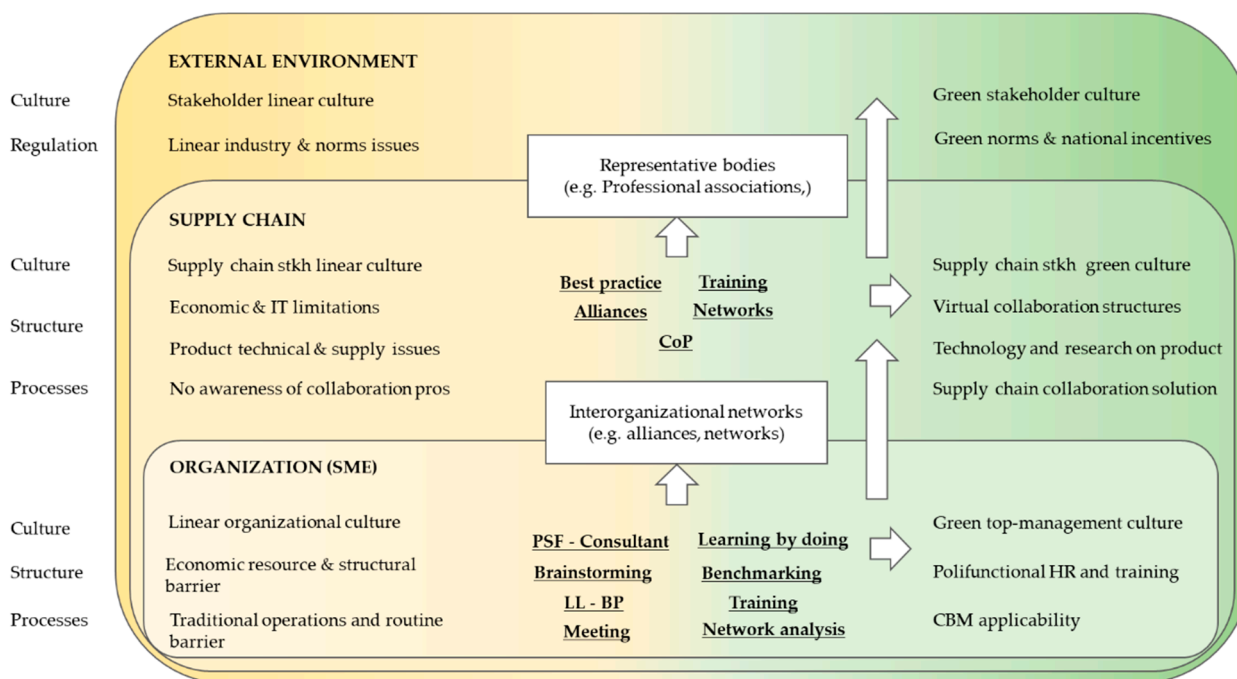 EXTERNAL ENVIRONMENT
Culture
Stakeholder linear culture
Green stakeholder culture
Regulation
Linear industry & norms issues
Green norms & national incentives
Representative bodies
(e.g. Professional associations,)
SUPPLY CHAIN
Culture
Supply chain stkh linear culture
Best practice
Training
Supply chain stkh green culture
Economic & IT limitations
Alliances
Networks
Virtual collaboration structures
Structure
CoP
Product technical & supply issues
Technology and research on product
Processes
No awareness of collaboration pros
Supply chain collaboration solution
Interorganizational networks
(e.g. alliances, networks)
ORGANIZATION (SME)
Culture
Linear organizational culture
PSF - Consultant
Learning by doing
Green top-management culture
Structure
Economic resource & structural
barrier
Brainstorming
Benchmarking
Polifunctional HR and training
LL - BP
Training
Processes
Traditional operations and routine
barrier
Meeting
Network analysis
CBM applicability